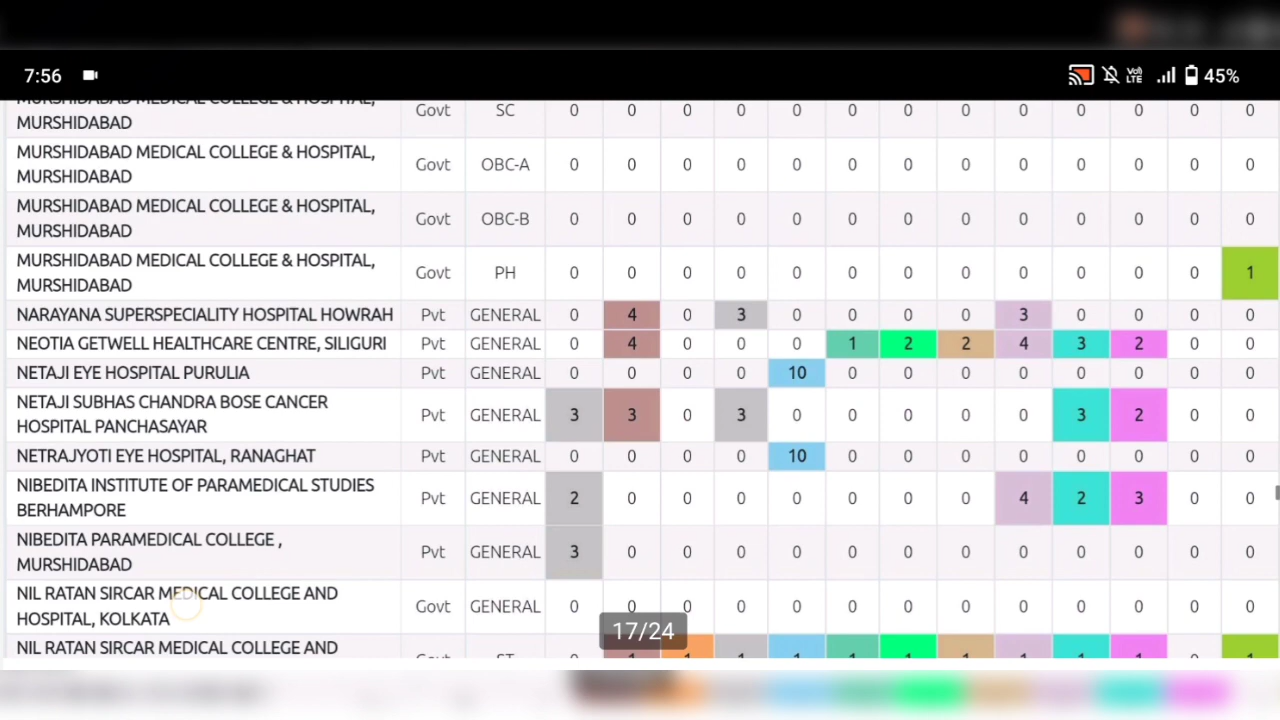 7:56 Vo) LTE 45%
MURSHIDABAD MEDICAL COLLEGE & HOSPITAL,
MURSHIDABAD Govt SC 0 0 0 0 0 0 0 0 0 0 0 0 0
MURSHIDABAD MEDICAL COLLEGE & HOSPITAL,
MURSHIDABAD Govt OBC-A 0 0 0 0 0 0 0 0 0 0 0 0 0
MURSHIDABAD MEDICAL COLLEGE & HOSPITAL,
MURSHIDABAD Govt OBC-B 0 0 0 0 0 0 0 0 0 0 0 0 0
MURSHIDABAD MEDICAL COLLEGE & HOSPITAL,
MURSHIDABAD Govt PH 0 0 0 0 0 0 0 0 0 0 0 0 1
NARAYANA SUPERSPECIALITY HOSPITAL HOWRAH Pvt GENERAL 0 4 0 3 0 0 0 0 3 0 0 0 0
NEOTIA GETWELL HEALTHCARE CENTRE, SILIGURI Pvt GENERAL 0 4 0 0 0 1 2 2 4 3 2 0 0
NETAJI EYE HOSPITAL PURULIA Pvt GENERAL 0 0 0 0 10 0 0 0 0 0 0 0 0
NETAJI SUBHAS CHANDRA BOSE CANCER
HOSPITAL PANCHASAYAR Pvt GENERAL 3 3 0 3 0 0 0 0 0 3 2 0 0
NETRAJYOTI EYE HOSPITAL, RANAGHAT Pvt GENERAL 0 0 0 0 10 0 0 0 0 0 0 0 0
NIBEDITA INSTITUTE OF PARAMEDICAL STUDIES
BERHAMPORE Pvt GENERAL 2 0 0 0 0 0 0 0 4 2 3 0 0
NIBEDITA PARAMEDICAL COLLEGE ,
MURSHIDABAD Pvt GENERAL 3 0 0 0 0 0 0 0 0 0 0 0 0
NIL RATAN SIRCAR MEDICAL COLLEGE AND
HOSPITAL, KOLKATA Govt GENERAL 0 0 0 0 0 0 0 0 0 0 0 0 0
17/24
NIL RATAN SIRCAR MEDICAL COLLEGE AND